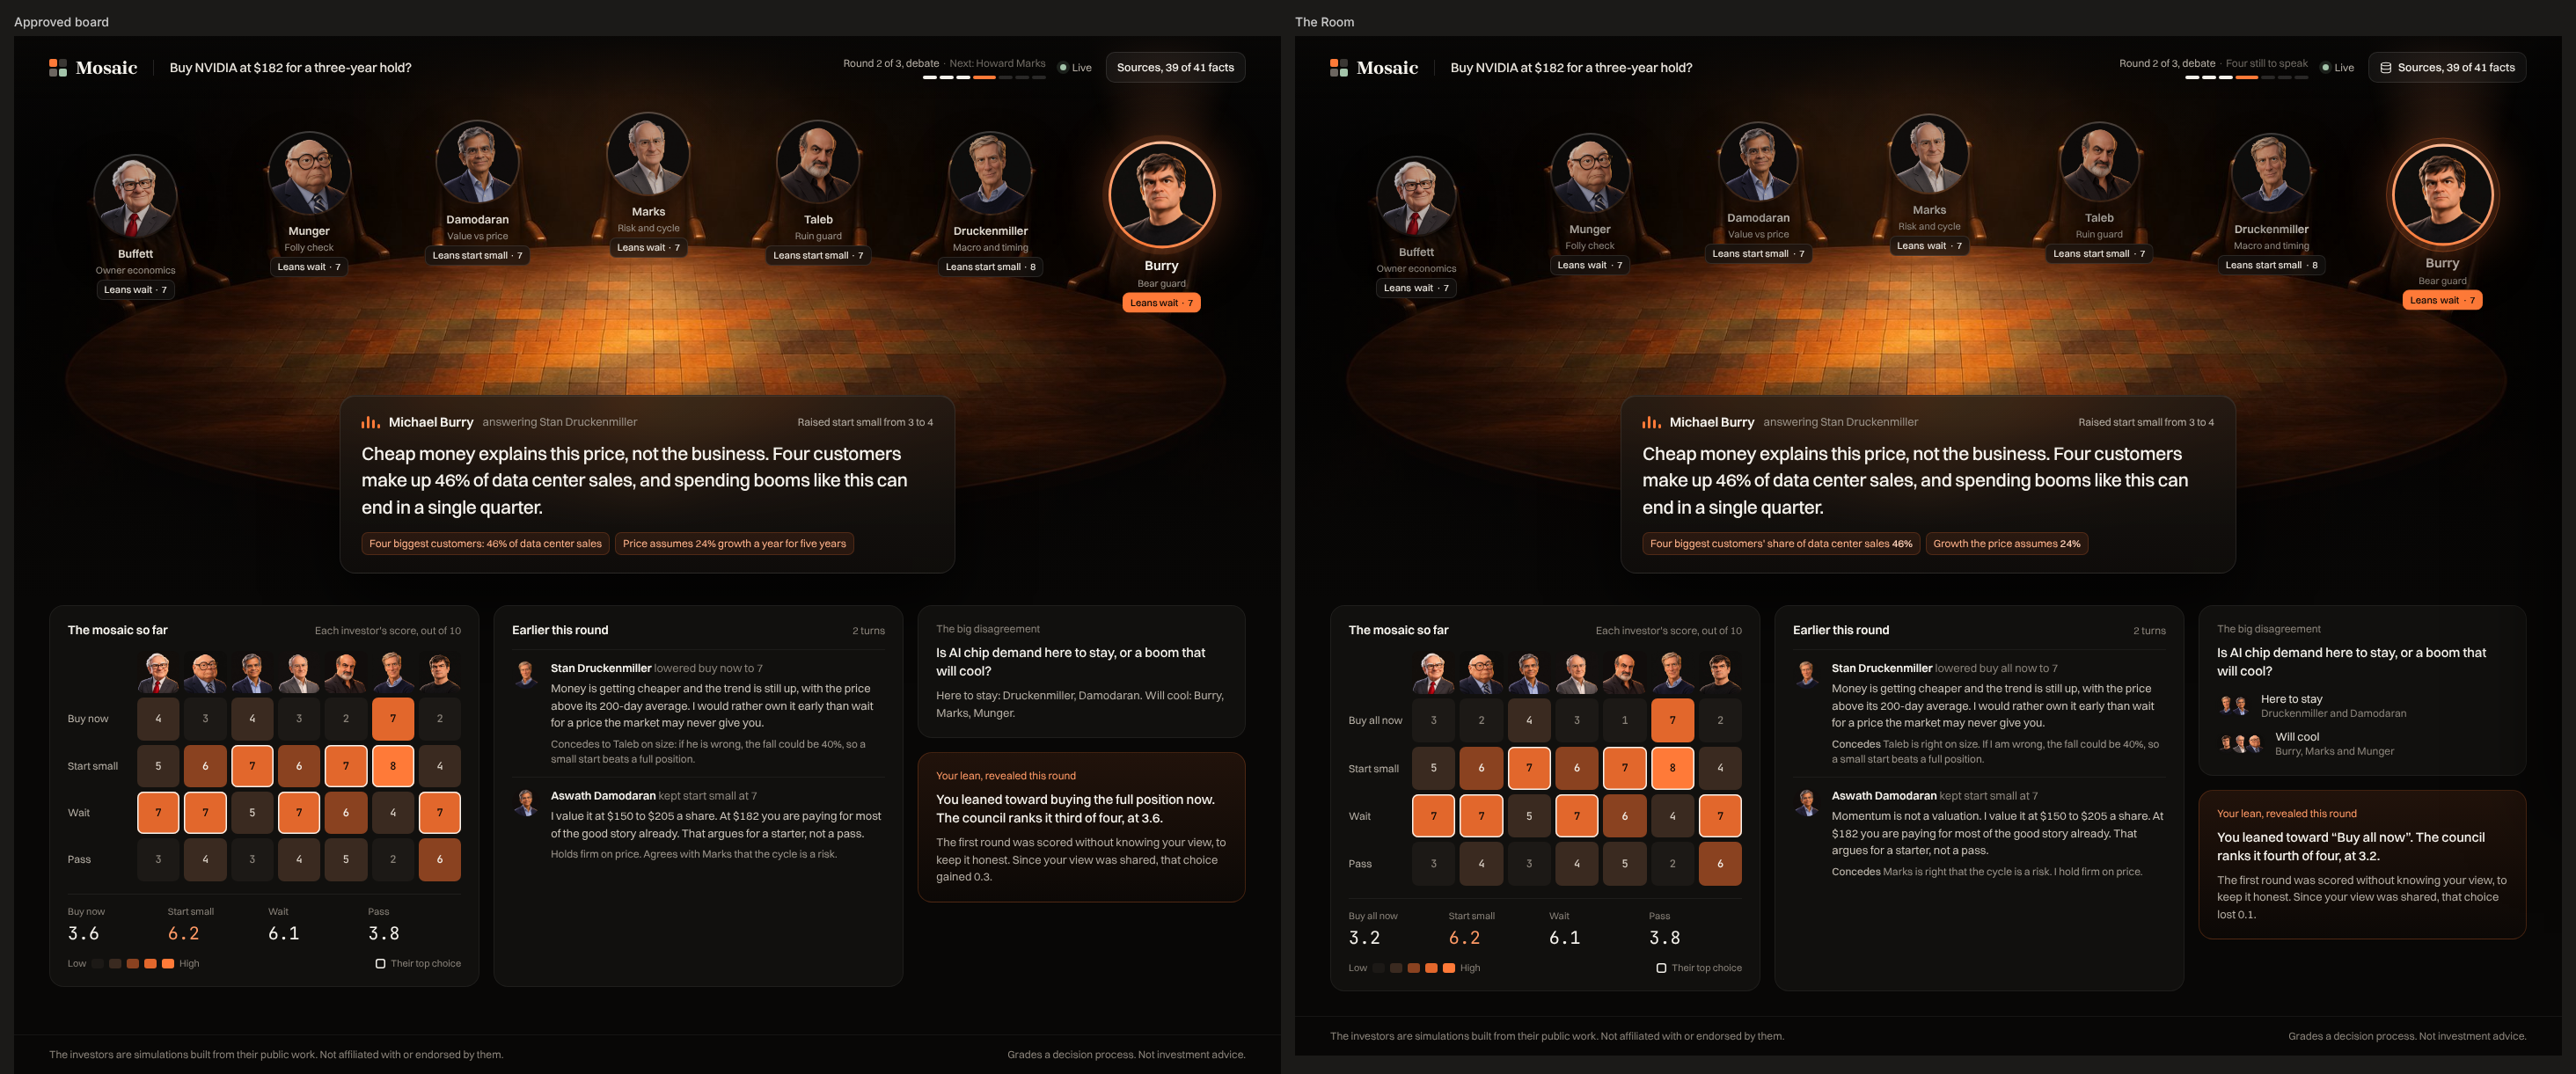 Approved board
Mosaic
Buy NVIDIA at $182 for a three-year hold?
Round 2 of 3, debate · Next: Howard Marks
Live
Sources, 39 of 41 facts
Buffett
Owner economics
Leans wait · 7
Munger
Folly check
Leans wait · 7
Damodaran
Value vs price
Leans start small · 7
Marks
Risk and cycle
Leans wait · 7
Taleb
Ruin guard
Leans start small · 7
Druckenmiller
Macro and timing
Leans start small · 8
Burry
Bear guard
Leans wait · 7
Michael Burry answering Stan Druckenmiller
Raised start small from 3 to 4
Cheap money explains this price, not the business. Four customers
make up 46% of data center sales, and spending booms like this can
end in a single quarter.
Four biggest customers: 46% of data center sales
Price assumes 24% growth a year for five years
The mosaic so far
Each investor's score, out of 10
Buy now 4 3 4 3 2 7 2
Start small 5 6 7 6 7 8 4
Wait 7 7 5 7 6 4 7
Pass 3 4 3 4 5 2 6
Buy now Start small Wait Pass
3.6 6.2 6.1 3.8
Low High
Their top choice
Earlier this round
2 turns
Stan Druckenmiller lowered buy now to 7
Money is getting cheaper and the trend is still up, with the price
above its 200-day average. I would rather own it early than wait
for a price the market may never give you.
Concedes to Taleb on size: if he is wrong, the fall could be 40%, so a
small start beats a full position.
Aswath Damodaran kept start small at 7
I value it at $150 to $205 a share. At $182 you are paying for most
of the good story already. That argues for a starter, not a pass.
Holds firm on price. Agrees with Marks that the cycle is a risk.
The big disagreement
Is AI chip demand here to stay, or a boom that
will cool?
Here to stay: Druckenmiller, Damodaran. Will cool: Burry,
Marks, Munger.
Your lean, revealed this round
You leaned toward buying the full position now.
The council ranks it third of four, at 3.6.
The first round was scored without knowing your view, to
keep it honest. Since your view was shared, that choice
gained 0.3.
The investors are simulations built from their public work. Not affiliated with or endorsed by them.
Grades a decision process. Not investment advice.
The Room
Mosaic
Buy NVIDIA at $182 for a three-year hold?
Round 2 of 3, debate · Four still to speak
Live
Sources, 39 of 41 facts
Buffett
Owner economics
Leans wait · 7
Munger
Folly check
Leans wait · 7
Damodaran
Value vs price
Leans start small · 7
Marks
Risk and cycle
Leans wait · 7
Taleb
Ruin guard
Leans start small · 7
Druckenmiller
Macro and timing
Leans start small · 8
Burry
Bear guard
Leans wait · 7
Michael Burry answering Stan Druckenmiller
Raised start small from 3 to 4
Cheap money explains this price, not the business. Four customers
make up 46% of data center sales, and spending booms like this can
end in a single quarter.
Four biggest customers' share of data center sales 46%
Growth the price assumes 24%
The mosaic so far
Each investor's score, out of 10
Buy all now 3 2 4 3 1 7 2
Start small 5 6 7 6 7 8 4
Wait 7 7 5 7 6 4 7
Pass 3 4 3 4 5 2 6
Buy all now Start small Wait Pass
3.2 6.2 6.1 3.8
Low High
Their top choice
Earlier this round
2 turns
Stan Druckenmiller lowered buy all now to 7
Money is getting cheaper and the trend is still up, with the price
above its 200-day average. I would rather own it early than wait
for a price the market may never give you.
Concedes Taleb is right on size. If I am wrong, the fall could be 40%, so
a small start beats a full position.
Aswath Damodaran kept start small at 7
Momentum is not a valuation. I value it at $150 to $205 a share. At
$182 you are paying for most of the good story already. That
argues for a starter, not a pass.
Concedes Marks is right that the cycle is a risk. I hold firm on price.
The big disagreement
Is AI chip demand here to stay, or a boom that
will cool?
Here to stay
Druckenmiller and Damodaran
Will cool
Burry, Marks and Munger
Your lean, revealed this round
You leaned toward “Buy all now”. The council
ranks it fourth of four, at 3.2.
The first round was scored without knowing your view, to
keep it honest. Since your view was shared, that choice
lost 0.1.
The investors are simulations built from their public work. Not affiliated with or endorsed by them.
Grades a decision process. Not investment advice.